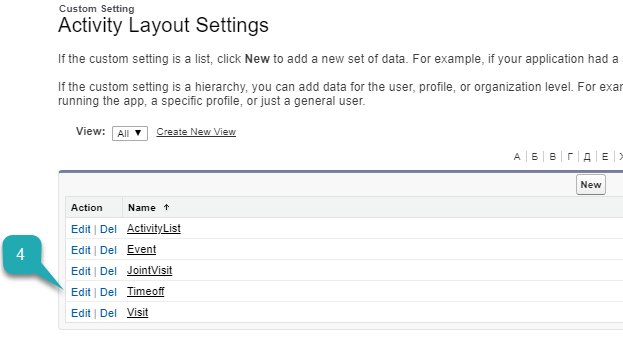 Custom Setting
Activity Layout Settings
If the custom setting is a list, click New to add a new set of data. For example, if your application had a
If the custom setting is a hierarchy, you can add data for the user, profile, or organization level. For exam
running the app, a specific profile, or just a general user.
View: All ▼ Create New View
А | Б | В | Г | Д | Е |
New
Action Name ↑
Edit | Del ActivityList
Edit | Del Event
4
Edit | Del JointVisit
Edit | Del Timeoff
Edit | Del Visit